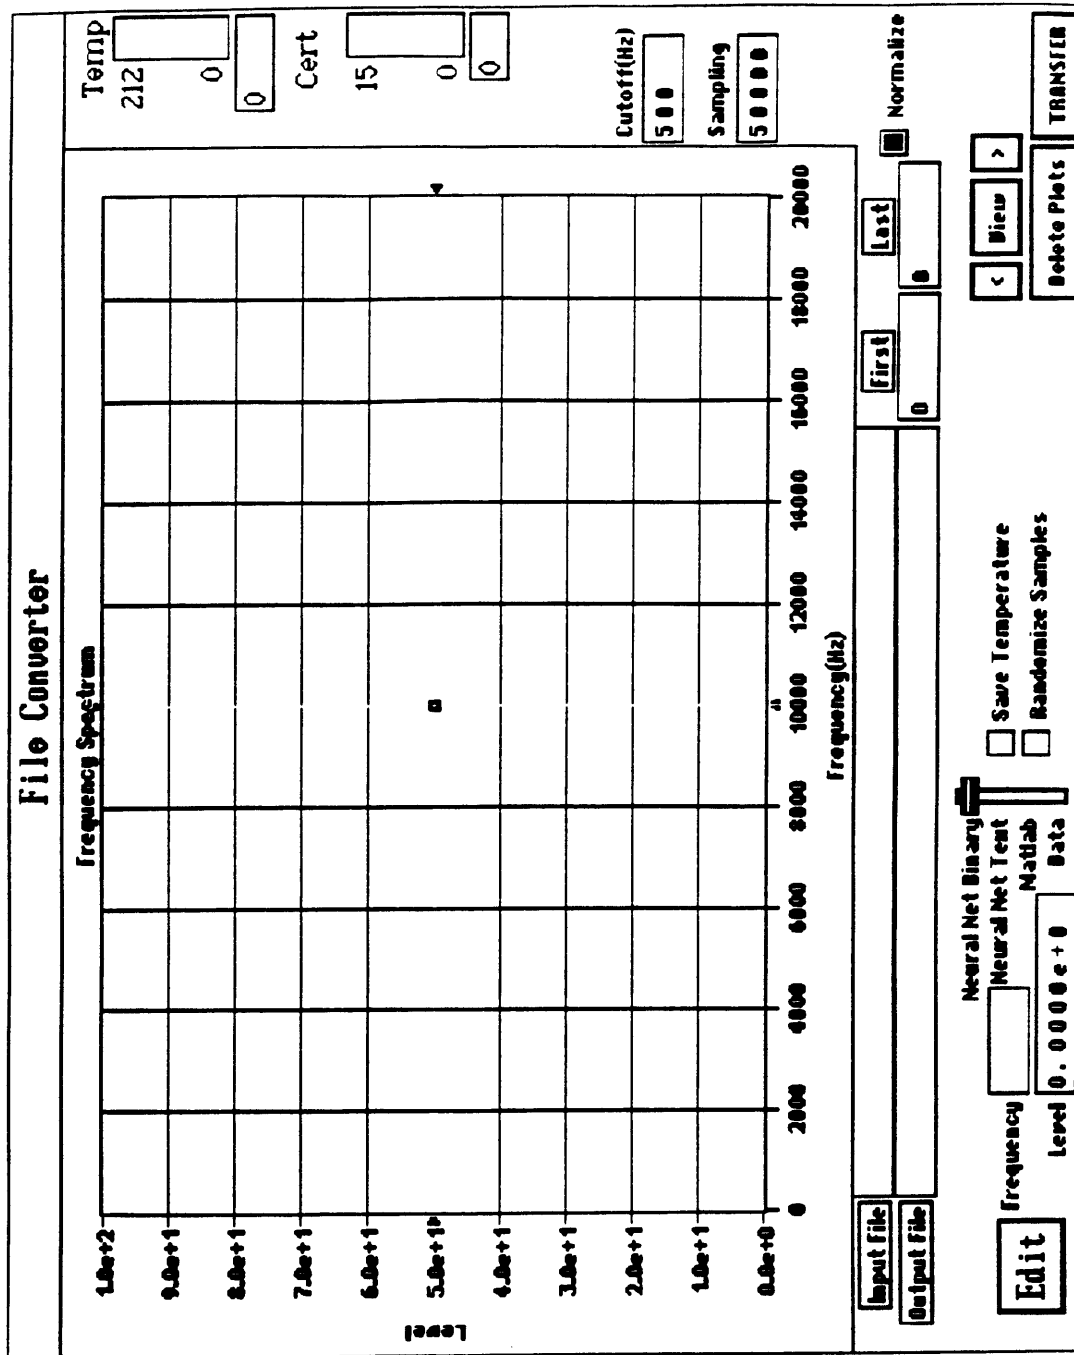 File Converter
Frequency Spectrum
Level
1.0e+2
9.0e+1
8.0e+1
7.0e+1
6.0e+1
5.0e+1
4.0e+1
3.0e+1
2.0e+1
1.0e+1
0.0e+0
0 2000 4000 6000 8000 10000 12000 14000 16000 18000 20000
Frequency(Hz)
Temp
212
0
0
Cert
15
0
0
Cutoff(Hz)
500
Sampling
50000
Input File
Output File
First Last
0 0
Normalize
Edit
Frequency
Level 0.0000e+0
Neural Net Binary
Neural Net Text
Matlab
Data
Save Temperature
Randomize Samples
< View >
Delete Plots TRANSFER